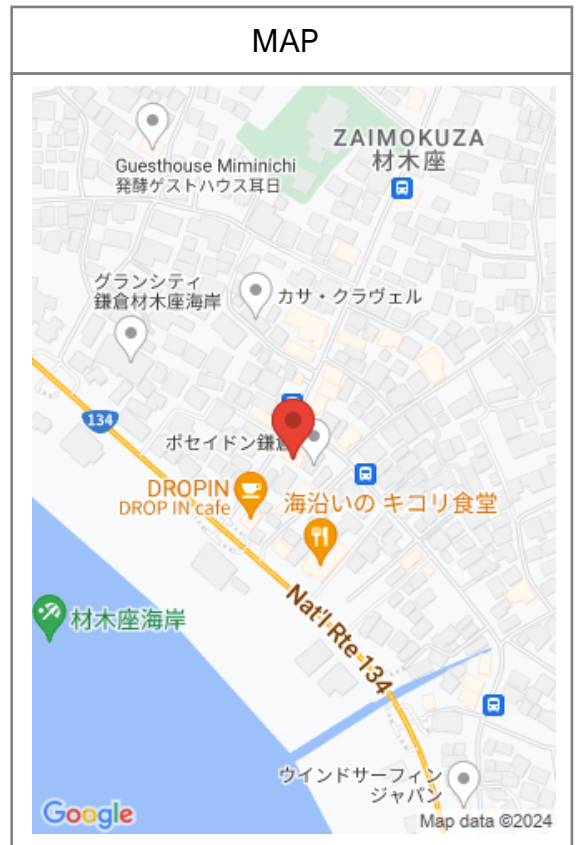 MAP
ZAIMOKUZA
材木座
Guesthouse Miminichi
発酵ゲストハウス耳日
グランシティ
鎌倉材木座海岸
カサ・クラヴェル
134
ポセイドン鎌倉
DROPIN
DROP IN cafe
海沿いの キコリ食堂
Nat'l Rte 134
材木座海岸
ウインドサーフィン
ジャパン
Google
Map data ©2024